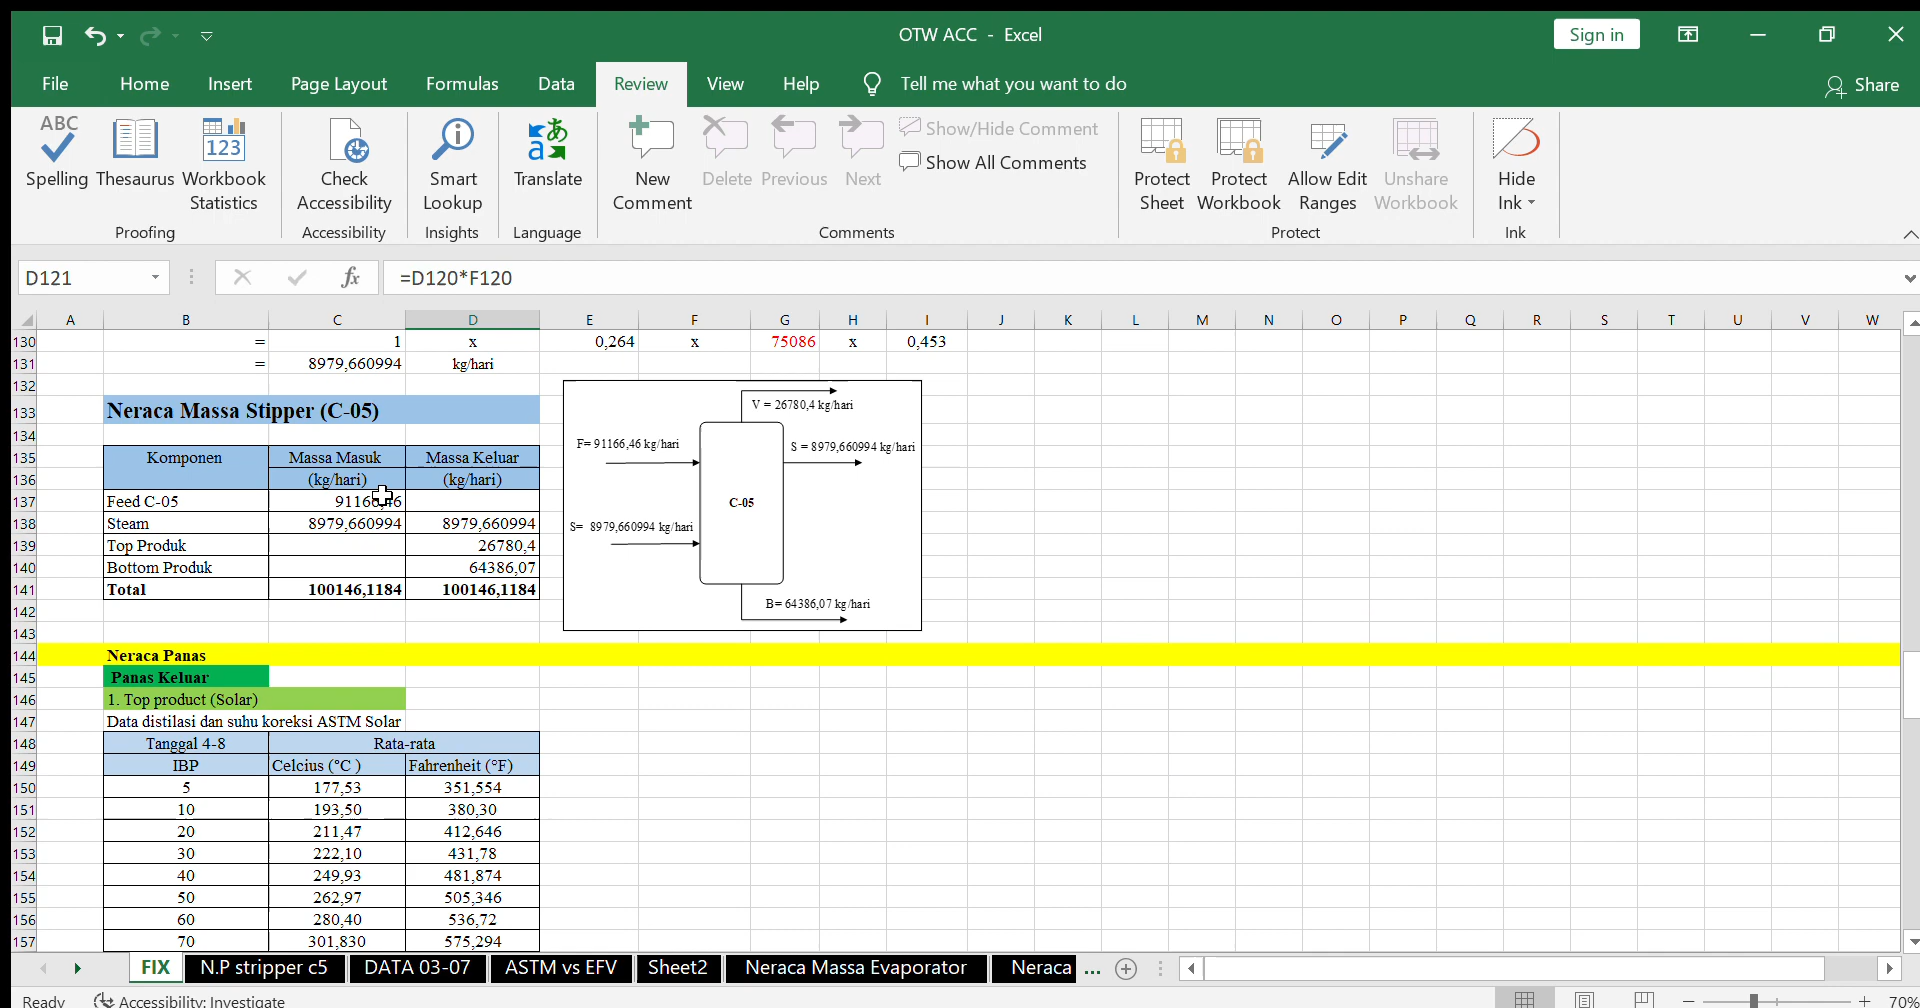 OTW ACC - Excel
Sign in
File Home Insert Page Layout Formulas Data Review View Help Tell me what you want to do Share
ABC
123
Spelling Thesaurus Workbook Statistics
Check Accessibility
Smart Lookup
Translate
New Comment
Delete Previous Next
Show/Hide Comment
Show All Comments
Protect Sheet
Protect Workbook
Allow Edit Ranges
Unshare Workbook
Hide Ink
Proofing Accessibility Insights Language Comments Protect Ink
D121 fx =D120*F120
A B C D E F G H I J K L M N O P Q R S T U V W
130 = 1 x 0,264 x 75086 x 0,453
131 = 8979,660994 kg/hari
132
133 Neraca Massa Stipper (C-05)
134
135 Komponen Massa Masuk Massa Keluar
136 (kg/hari) (kg/hari)
137 Feed C-05 91166,46
138 Steam 8979,660994 8979,660994
139 Top Produk 26780,4
140 Bottom Produk 64386,07
141 Total 100146,1184 100146,1184
142
143
V = 26780,4 kg/hari
F= 91166,46 kg/hari
S = 8979,660994 kg/hari
C-05
S= 8979,660994 kg/hari
B= 64386,07 kg/hari
144 Neraca Panas
145 Panas Keluar
146 1. Top product (Solar)
147 Data distilasi dan suhu koreksi ASTM Solar
148 Tanggal 4-8 Rata-rata
149 IBP Celcius (°C ) Fahrenheit (°F)
150 5 177,53 351,554
151 10 193,50 380,30
152 20 211,47 412,646
153 30 222,10 431,78
154 40 249,93 481,874
155 50 262,97 505,346
156 60 280,40 536,72
157 70 301,830 575,294
FIX N.P stripper c5 DATA 03-07 ASTM vs EFV Sheet2 Neraca Massa Evaporator Neraca ...
Ready Accessibility: Investigate 70%